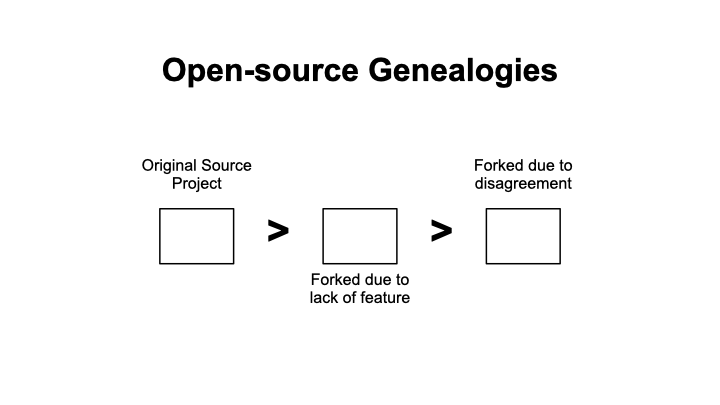 Open-source Genealogies
Original Source
Project
Forked due to
disagreement
>
>
Forked due to
lack of feature